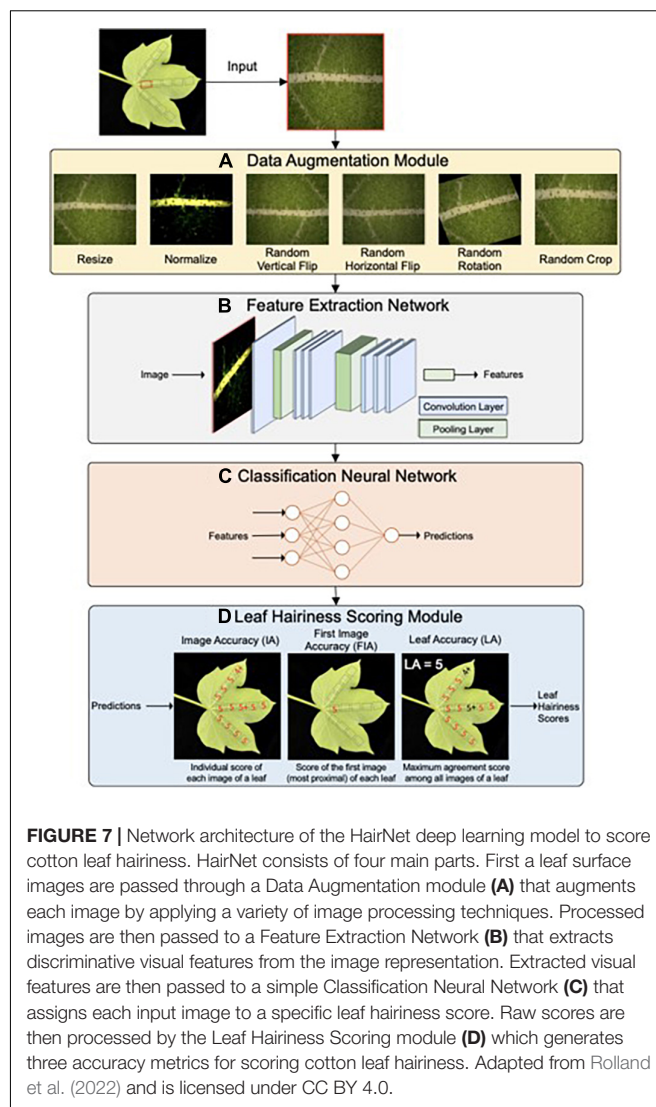 Input
A Data Augmentation Module
Resize
Normalize
Random
Vertical Flip
Random
Horizontal Flip
Random
Rotation
Random Crop
B Feature Extraction Network
Image
Features
Convolution Layer
Pooling Layer
C Classification Neural Network
Features
Predictions
D Leaf Hairiness Scoring Module
Image Accuracy (IA)
First Image
Accuracy (FIA)
Leaf Accuracy (LA)
LA = 5
Predictions
Leaf
Hairiness
Scores
Individual score of
each image of a leaf
Score of the first image
(most proximal) of each leaf
Maximum agreement score
among all images of a leaf
FIGURE 7 | Network architecture of the HairNet deep learning model to score
cotton leaf hairiness. HairNet consists of four main parts. First a leaf surface
images are passed through a Data Augmentation module (A) that augments
each image by applying a variety of image processing techniques. Processed
images are then passed to a Feature Extraction Network (B) that extracts
discriminative visual features from the image representation. Extracted visual
features are then passed to a simple Classification Neural Network (C) that
assigns each input image to a specific leaf hairiness score. Raw scores are
then processed by the Leaf Hairiness Scoring module (D) which generates
three accuracy metrics for scoring cotton leaf hairiness. Adapted from Rolland
et al. (2022) and is licensed under CC BY 4.0.